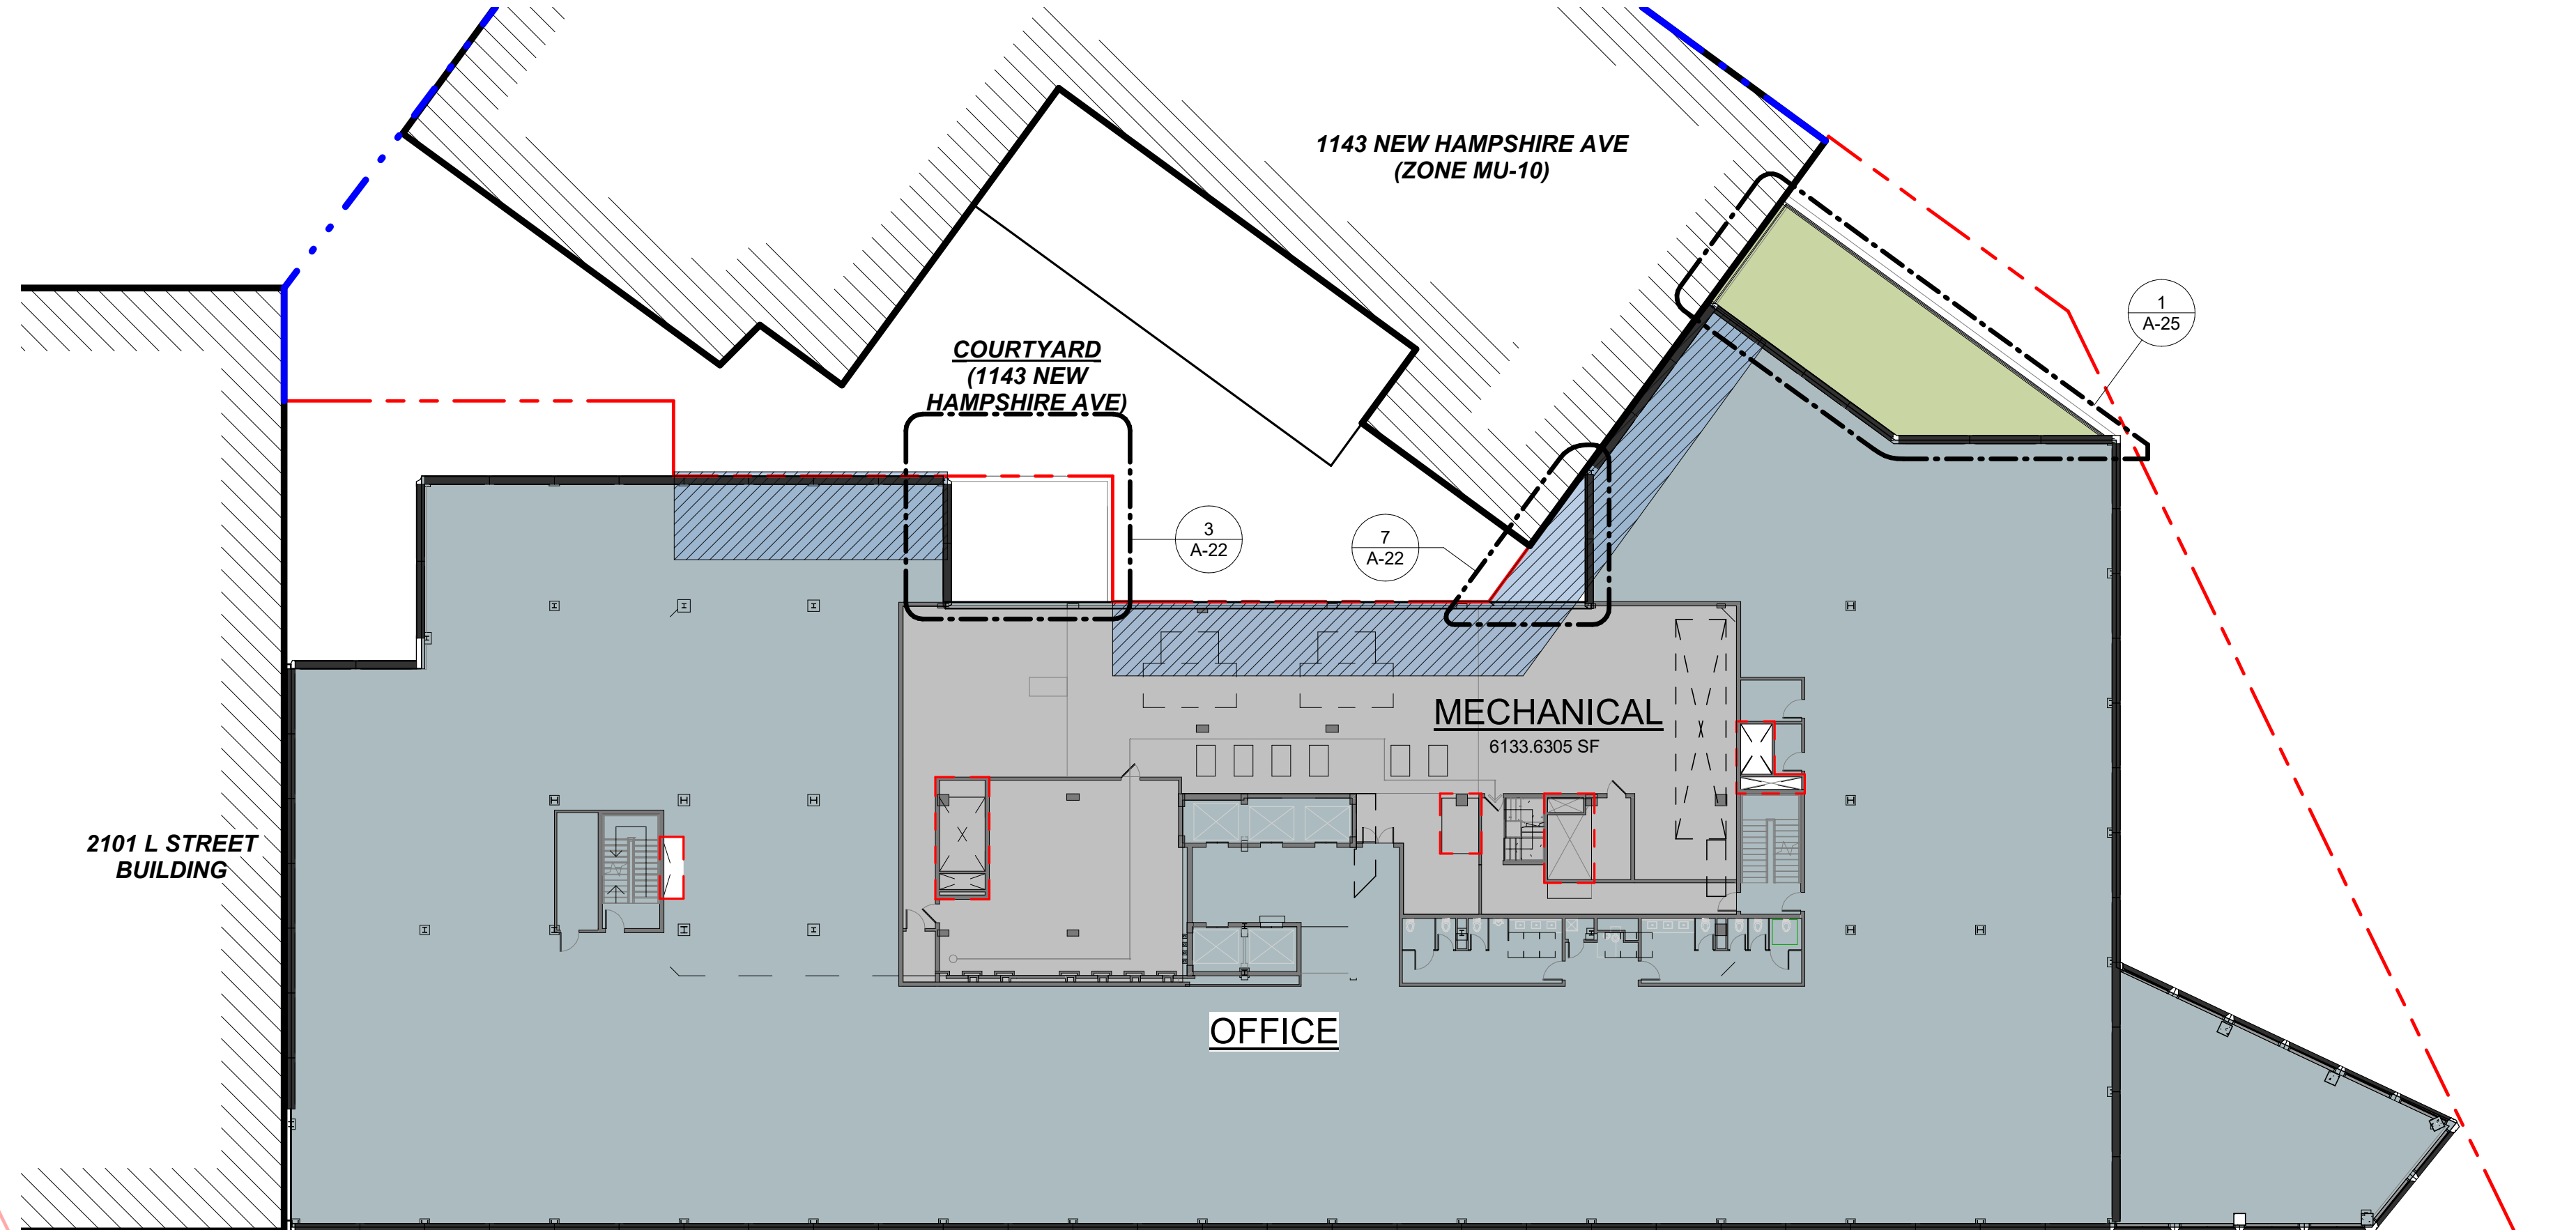 1143 NEW HAMPSHIRE AVE
(ZONE MU-10)
1
A-25
COURTYARD
(1143 NEW
HAMPSHIRE AVE)
3
A-22
7
A-22
MECHANICAL
6133.6305 SF
2101 L STREET
BUILDING
OFFICE